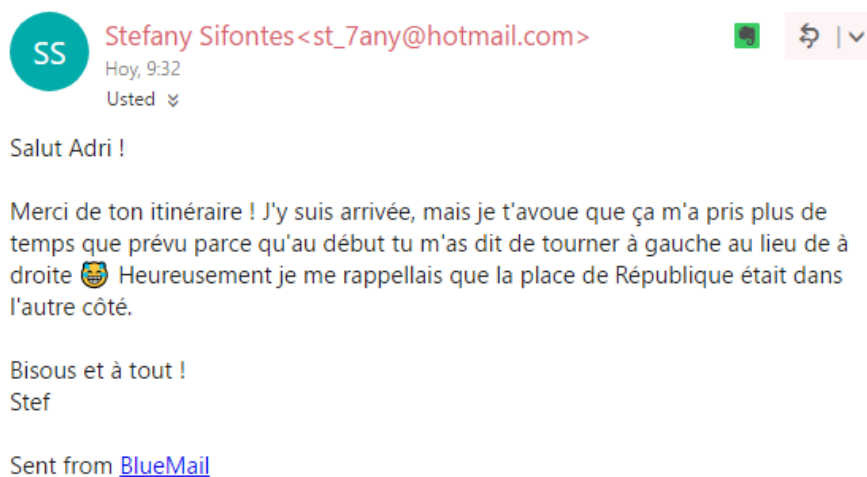 SS
Stefany Sifontes<st_7any@hotmail.com>
Hoy, 9:32
Usted
Salut Adri !
Merci de ton itinéraire ! J'y suis arrivée, mais je t'avoue que ça m'a pris plus de
temps que prévu parce qu'au début tu m'as dit de tourner à gauche au lieu de à
droite 😹 Heureusement je me rappellais que la place de République était dans
l'autre côté.
Bisous et à tout !
Stef
Sent from BlueMail